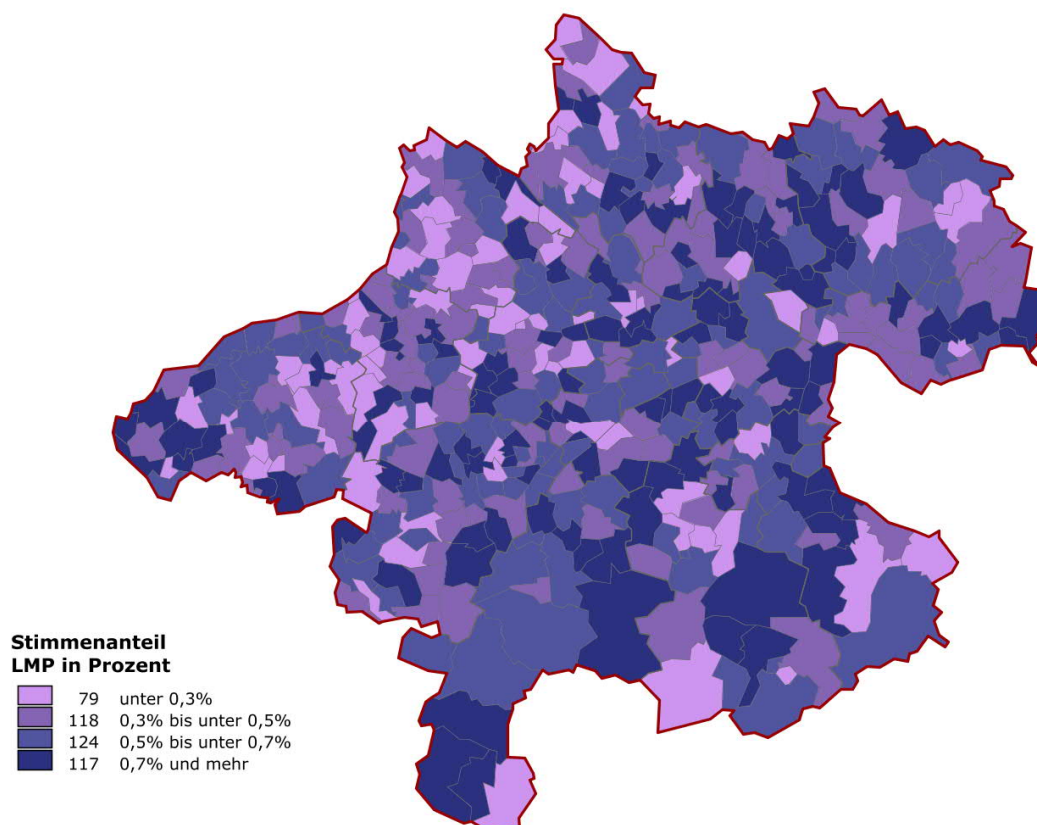 Stimmenanteil
LMP in Prozent
79 unter 0,3%
118 0,3% bis unter 0,5%
124 0,5% bis unter 0,7%
117 0,7% und mehr